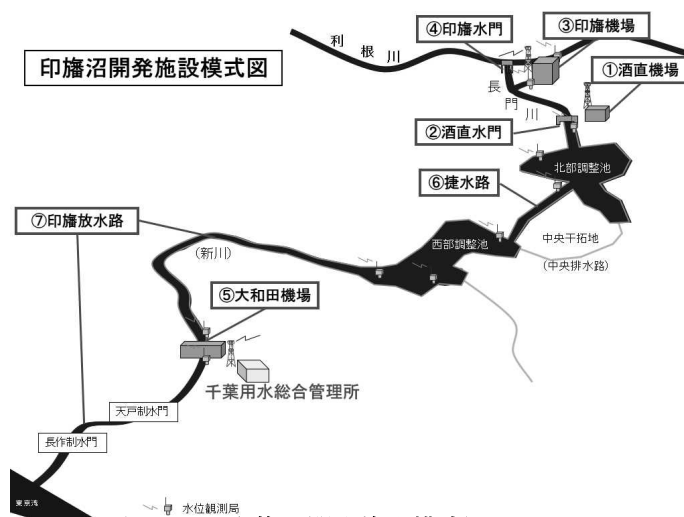 印旛沼開発施設模式図
利根川
④印旛水門
③印旛機場
①酒直機場
長門川
②酒直水門
北部調整池
⑥捷水路
⑦印旛放水路
(新川)
西部調整池
中央干拓地
(中央排水路)
⑤大和田機場
千葉用水総合管理所
天戸制水門
長作制水門
東京湾
水位観測局